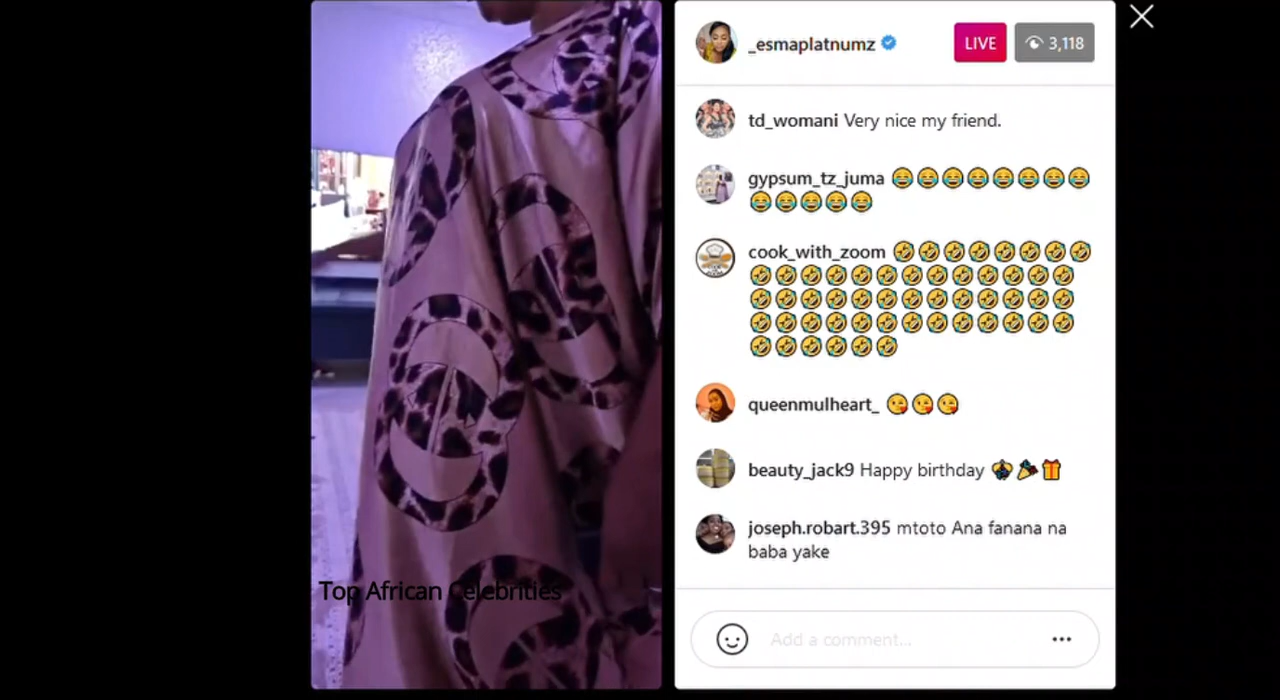 _esmaplatnumz
LIVE
3,118
td_womani Very nice my friend.
gypsum_tz_juma 😂😂😂😂😂😂😂😂
😂😂😂😂😂
cook_with_zoom 🤣🤣🤣🤣🤣🤣🤣🤣
🤣🤣🤣🤣🤣🤣🤣🤣🤣🤣🤣🤣🤣
🤣🤣🤣🤣🤣🤣🤣🤣🤣🤣🤣🤣🤣
🤣🤣🤣🤣🤣🤣🤣🤣🤣🤣🤣🤣🤣
🤣🤣🤣🤣🤣🤣
queenmulheart_ 😘😘😘
beauty_jack9 Happy birthday 🎉🎁
joseph.robart.395 mtoto Ana fanana na
baba yake
Top African Celebrities
Add a comment...